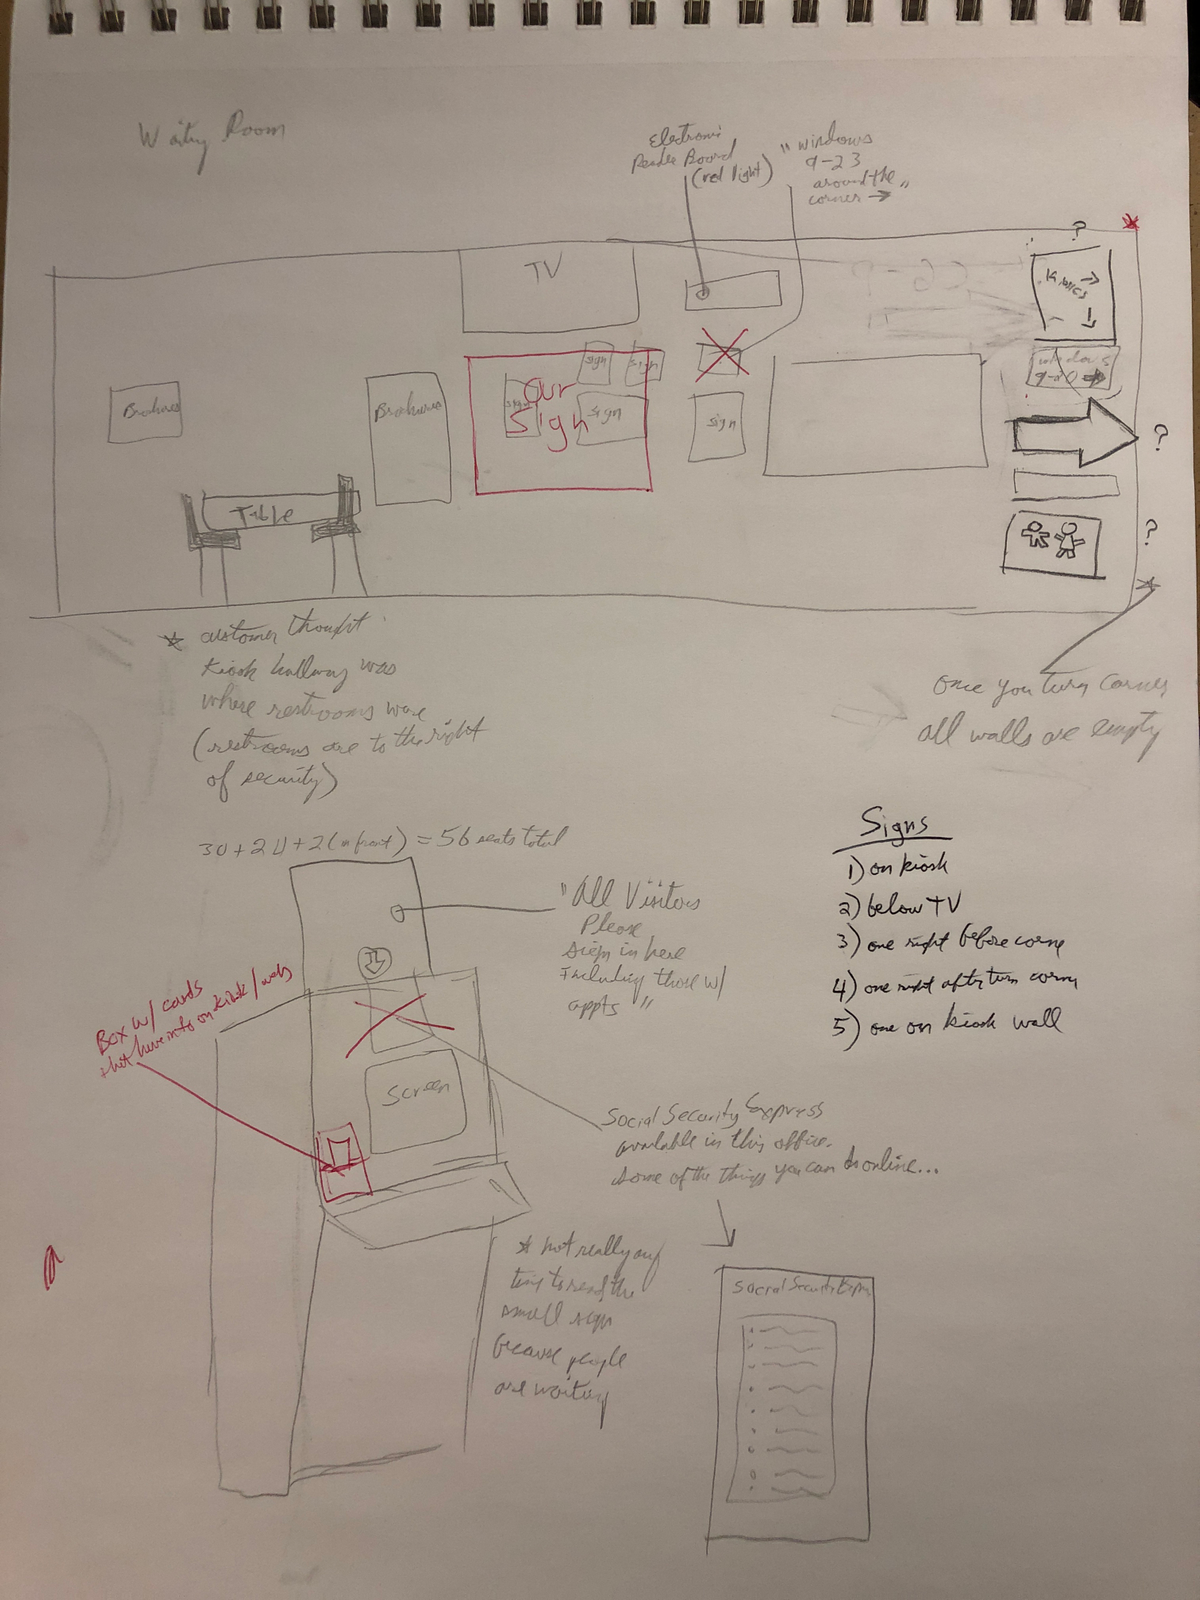 Waiting Room
Electronic
Reader Board
(red light)
"windows
9-23
around the
corner → "
?
TV
Kiosks →
↓
windows
9-20 →
Brochures
Brochures
sign
sign
sign
sign
our
sign
sign
?
Table
?
* customer thought
kiosk hallway was
where restrooms were
(restrooms are to the right
of security)
once you turn corner
all walls are empty
30+24+2(in front) = 56 seats total
Signs
1) on kiosk
2) below TV
3) one right before corne
4) one right after turn corner
5) one on kiosk wall
"All Visitors
Please
sign in here
Including those w/
appts "
Box w/ cards
that have info on kiosk/web
Screen
Social Security Express
available in this office.
some of the things you can do online...
* not really any
time to read the
small sign
because people
are waiting
Social Security Express